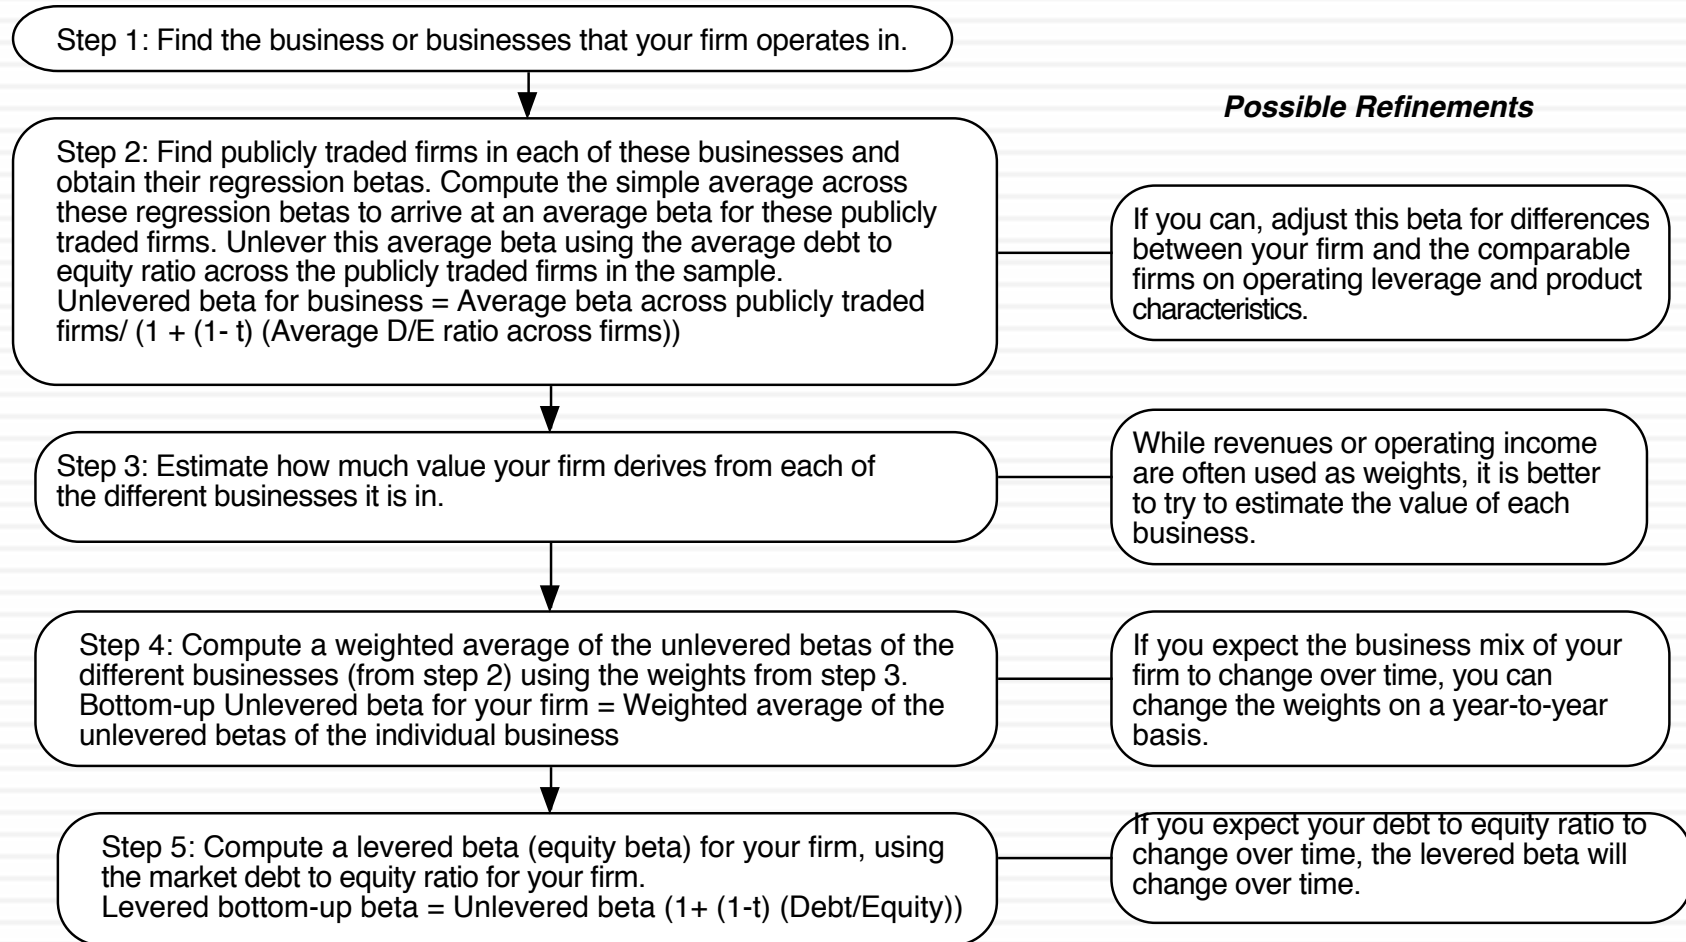 Step 1: Find the business or businesses that your firm operates in.
Possible Refinements
Step 2: Find publicly traded firms in each of these businesses and
obtain their regression betas. Compute the simple average across
these regression betas to arrive at an average beta for these publicly
traded firms. Unlever this average beta using the average debt to
equity ratio across the publicly traded firms in the sample.
Unlevered beta for business = Average beta across publicly traded
firms/ (1 + (1- t) (Average D/E ratio across firms))
If you can, adjust this beta for differences
between your firm and the comparable
firms on operating leverage and product
characteristics.
Step 3: Estimate how much value your firm derives from each of
the different businesses it is in.
While revenues or operating income
are often used as weights, it is better
to try to estimate the value of each
business.
Step 4: Compute a weighted average of the unlevered betas of the
different businesses (from step 2) using the weights from step 3.
Bottom-up Unlevered beta for your firm = Weighted average of the
unlevered betas of the individual business
If you expect the business mix of your
firm to change over time, you can
change the weights on a year-to-year
basis.
Step 5: Compute a levered beta (equity beta) for your firm, using
the market debt to equity ratio for your firm.
Levered bottom-up beta = Unlevered beta (1+ (1-t) (Debt/Equity))
If you expect your debt to equity ratio to
change over time, the levered beta will
change over time.